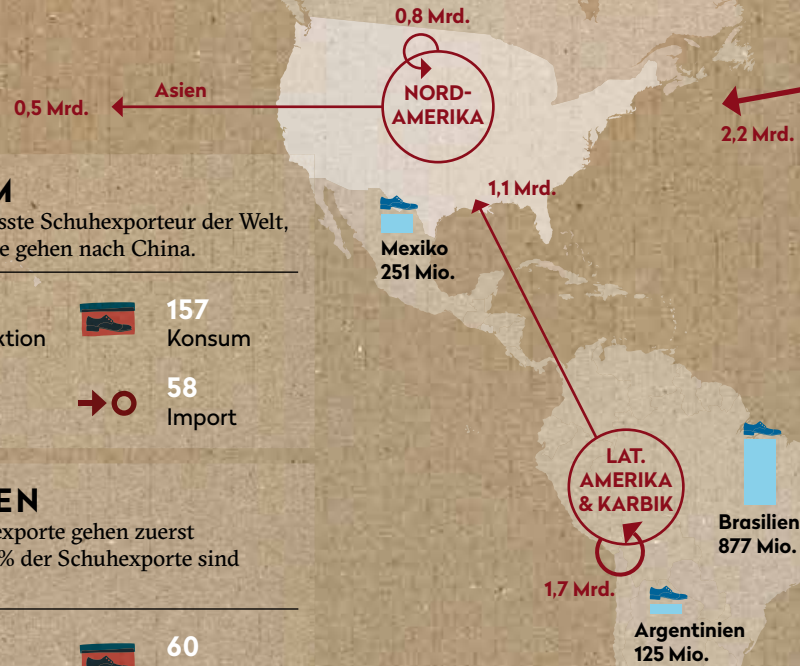 0,8 Mrd.
NORD-
AMERIKA
Asien
0,5 Mrd.
2,2 Mrd.
1,1 Mrd.
Mexiko
251 Mio.
M
sste Schuhexporteur der Welt,
e gehen nach China.
ktion
157
Konsum
58
Import
LAT.
AMERIKA
& KARBIK
1,7 Mrd.
Brasilien
877 Mio.
Argentinien
125 Mio.
EN
exporte gehen zuerst
% der Schuhexporte sind
60